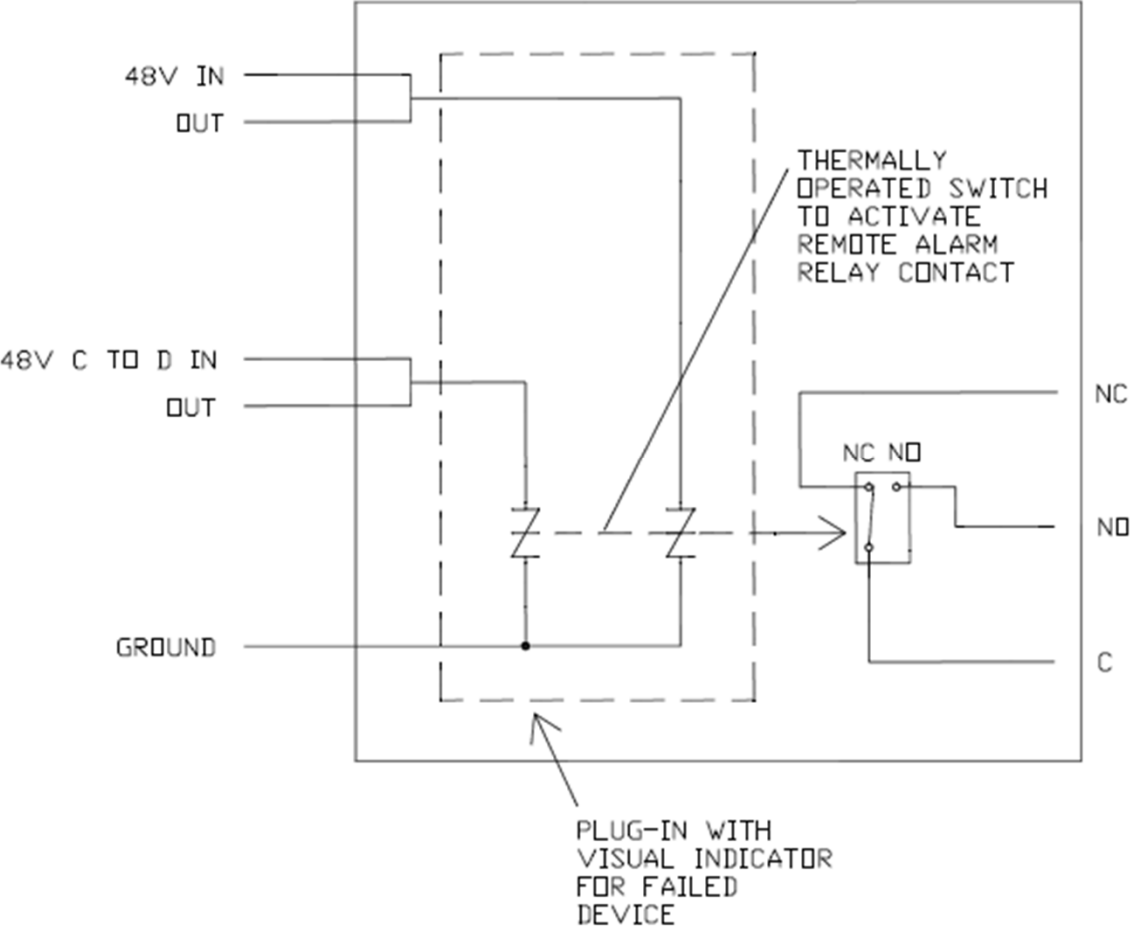 48V IN
OUT
THERMALLY
OPERATED SWITCH
TO ACTIVATE
REMOTE ALARM
RELAY CONTACT
48V C TO D IN
OUT
NC
NC NO
NO
GROUND
C
PLUG-IN WITH
VISUAL INDICATOR
FOR FAILED
DEVICE